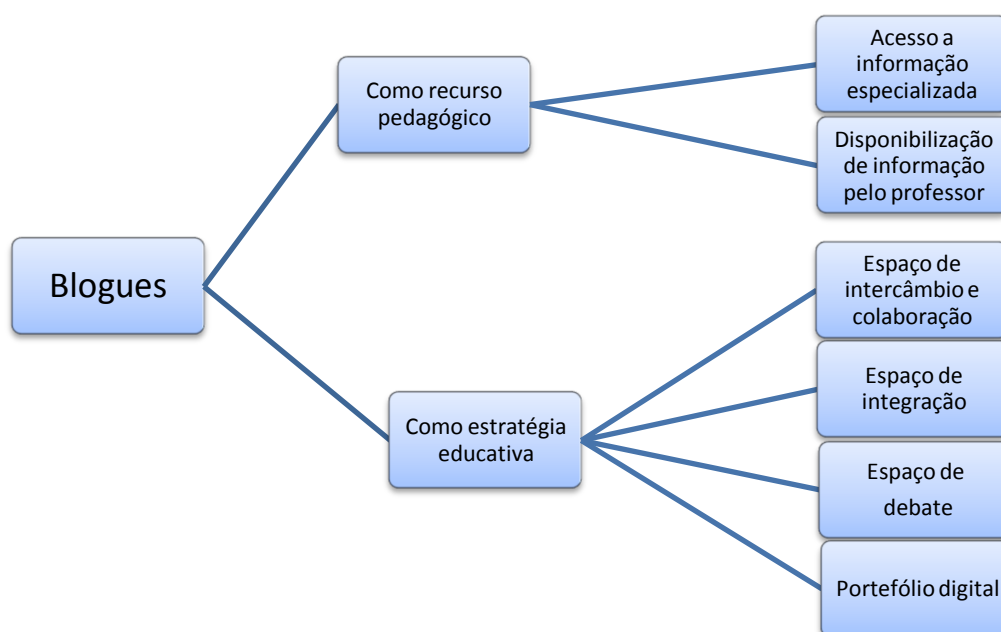 Blogues
Como recurso
pedagógico
Acesso a
informação
especializada
Disponibilização
de informação
pelo professor
Como estratégia
educativa
Espaço de
intercâmbio e
colaboração
Espaço de
integração
Espaço de
debate
Portefólio digital